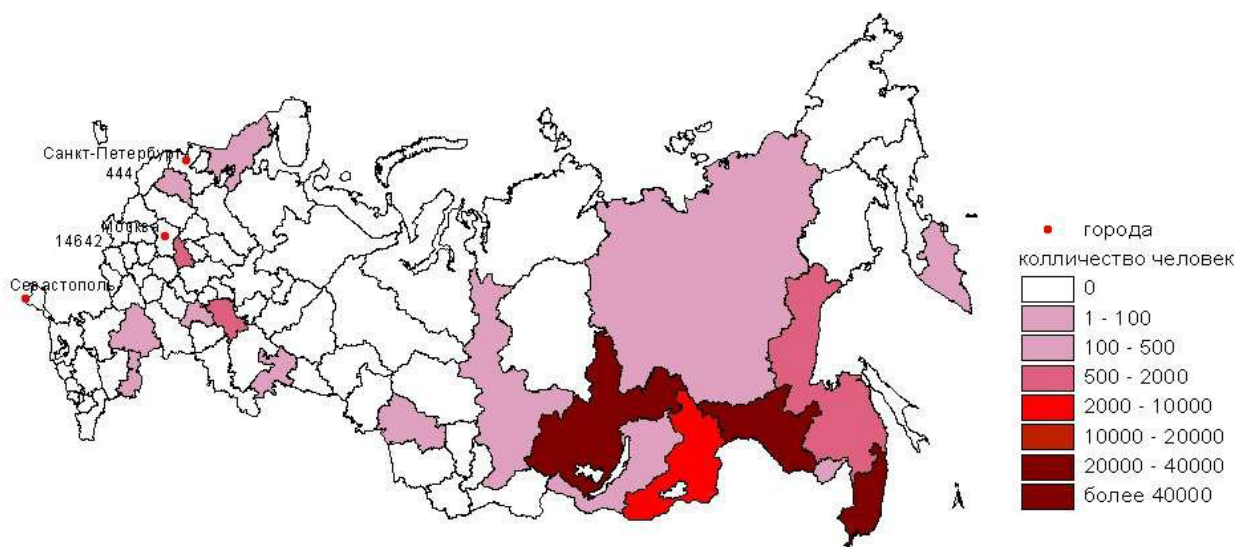 Санкт-Петербург
444
Москва
14642
Севастополь
города
колличество человек
0
1 - 100
100 - 500
500 - 2000
2000 - 10000
10000 - 20000
20000 - 40000
более 40000